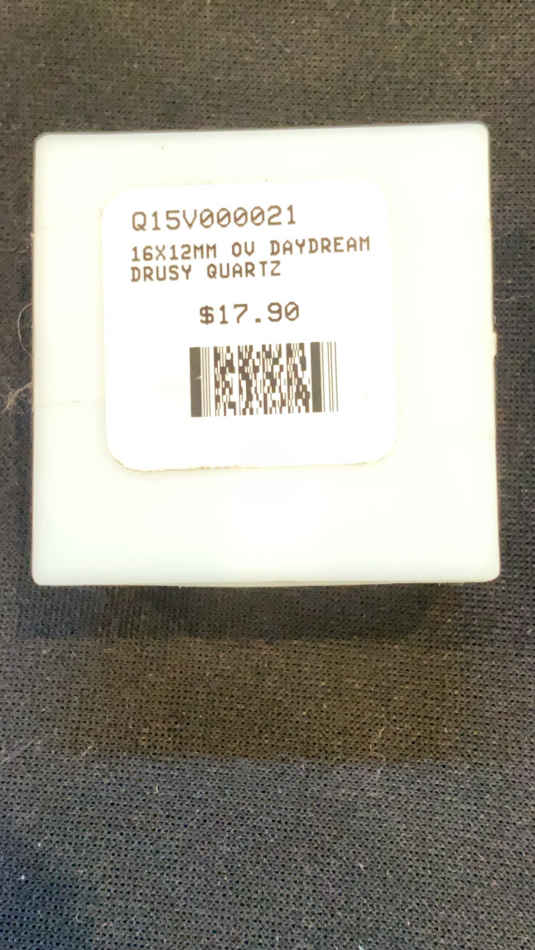 Q15V000021
16X12MM OV DAYDREAM
DRUSY QUARTZ
$17.90